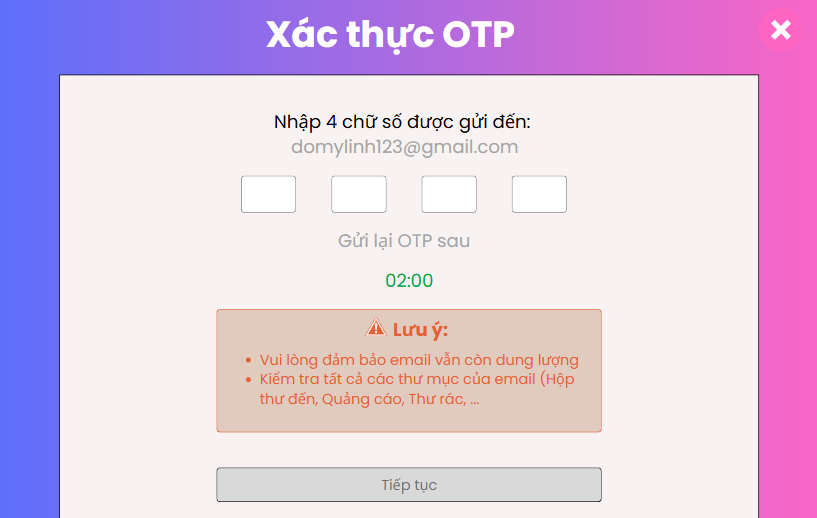 Xác thực OTP
Nhập 4 chữ số được gửi đến:
domylinh123@gmail.com
Gửi lại OTP sau
02:00
Lưu ý:
• Vui lòng đảm bảo email vẫn còn dung lượng
• Kiểm tra tất cả các thư mục của email (Hộp
thư đến, Quảng cáo, Thư rác, ...
Tiếp tục